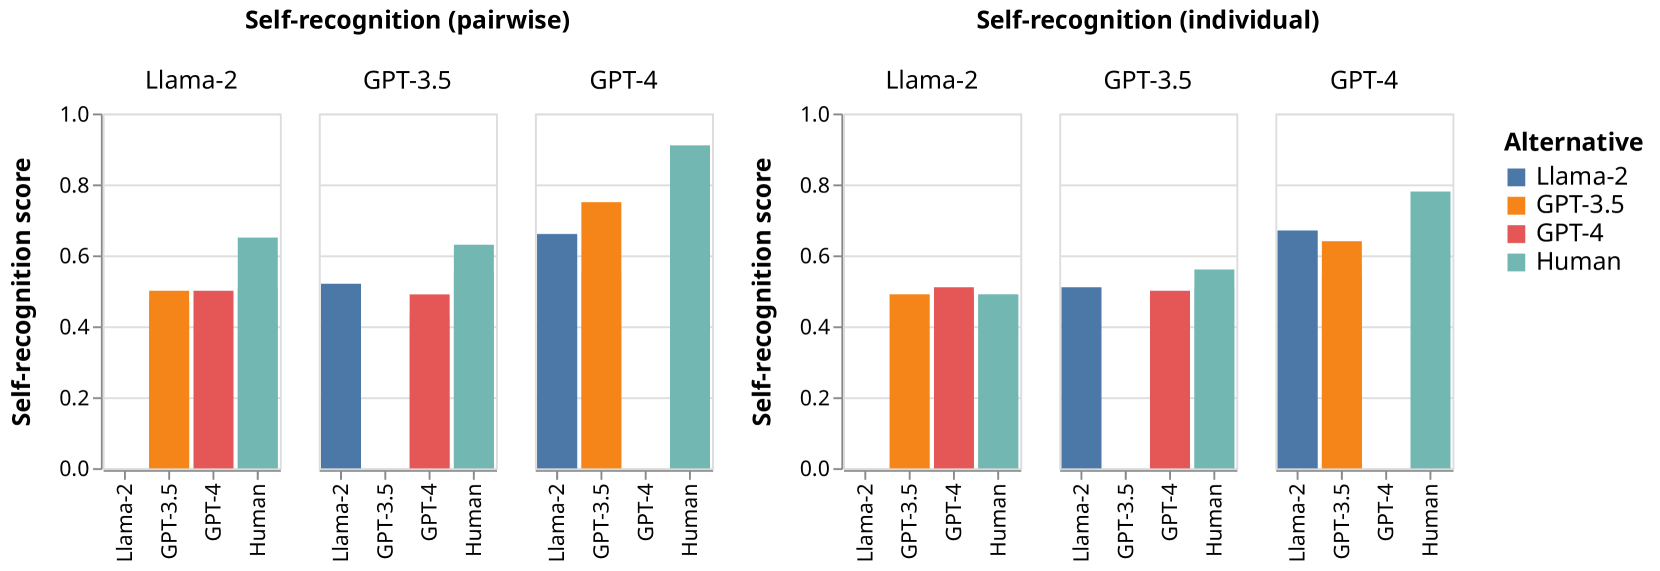 Self-recognition (pairwise)
Llama-2 GPT-3.5 GPT-4
Self-recognition score
1.0
0.8
0.6
0.4
0.2
0.0
Llama-2 GPT-3.5 GPT-4 Human
Llama-2 GPT-3.5 GPT-4 Human
Llama-2 GPT-3.5 GPT-4 Human
Self-recognition (individual)
Llama-2 GPT-3.5 GPT-4
Self-recognition score
1.0
0.8
0.6
0.4
0.2
0.0
Llama-2 GPT-3.5 GPT-4 Human
Llama-2 GPT-3.5 GPT-4 Human
Llama-2 GPT-3.5 GPT-4 Human
Alternative
Llama-2
GPT-3.5
GPT-4
Human